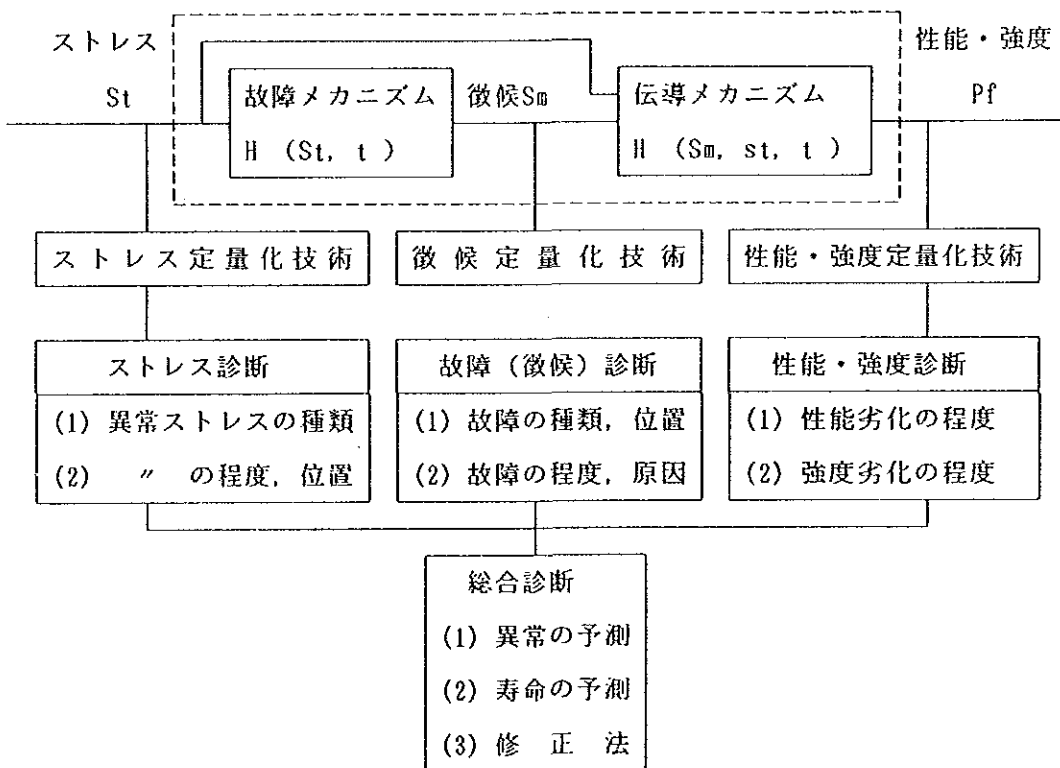 ストレス
性能・強度
St
故障メカニズム
徴候Sm
伝導メカニズム
Pf
H (St, t )
H (Sm, st, t )
ストレス定量化技術
徴候定量化技術
性能・強度定量化技術
ストレス診断
故障（徴候）診断
性能・強度診断
(1) 異常ストレスの種類
(1) 故障の種類, 位置
(1) 性能劣化の程度
(2) 〃 の程度, 位置
(2) 故障の程度, 原因
(2) 強度劣化の程度
総合診断
(1) 異常の予測
(2) 寿命の予測
(3) 修 正 法